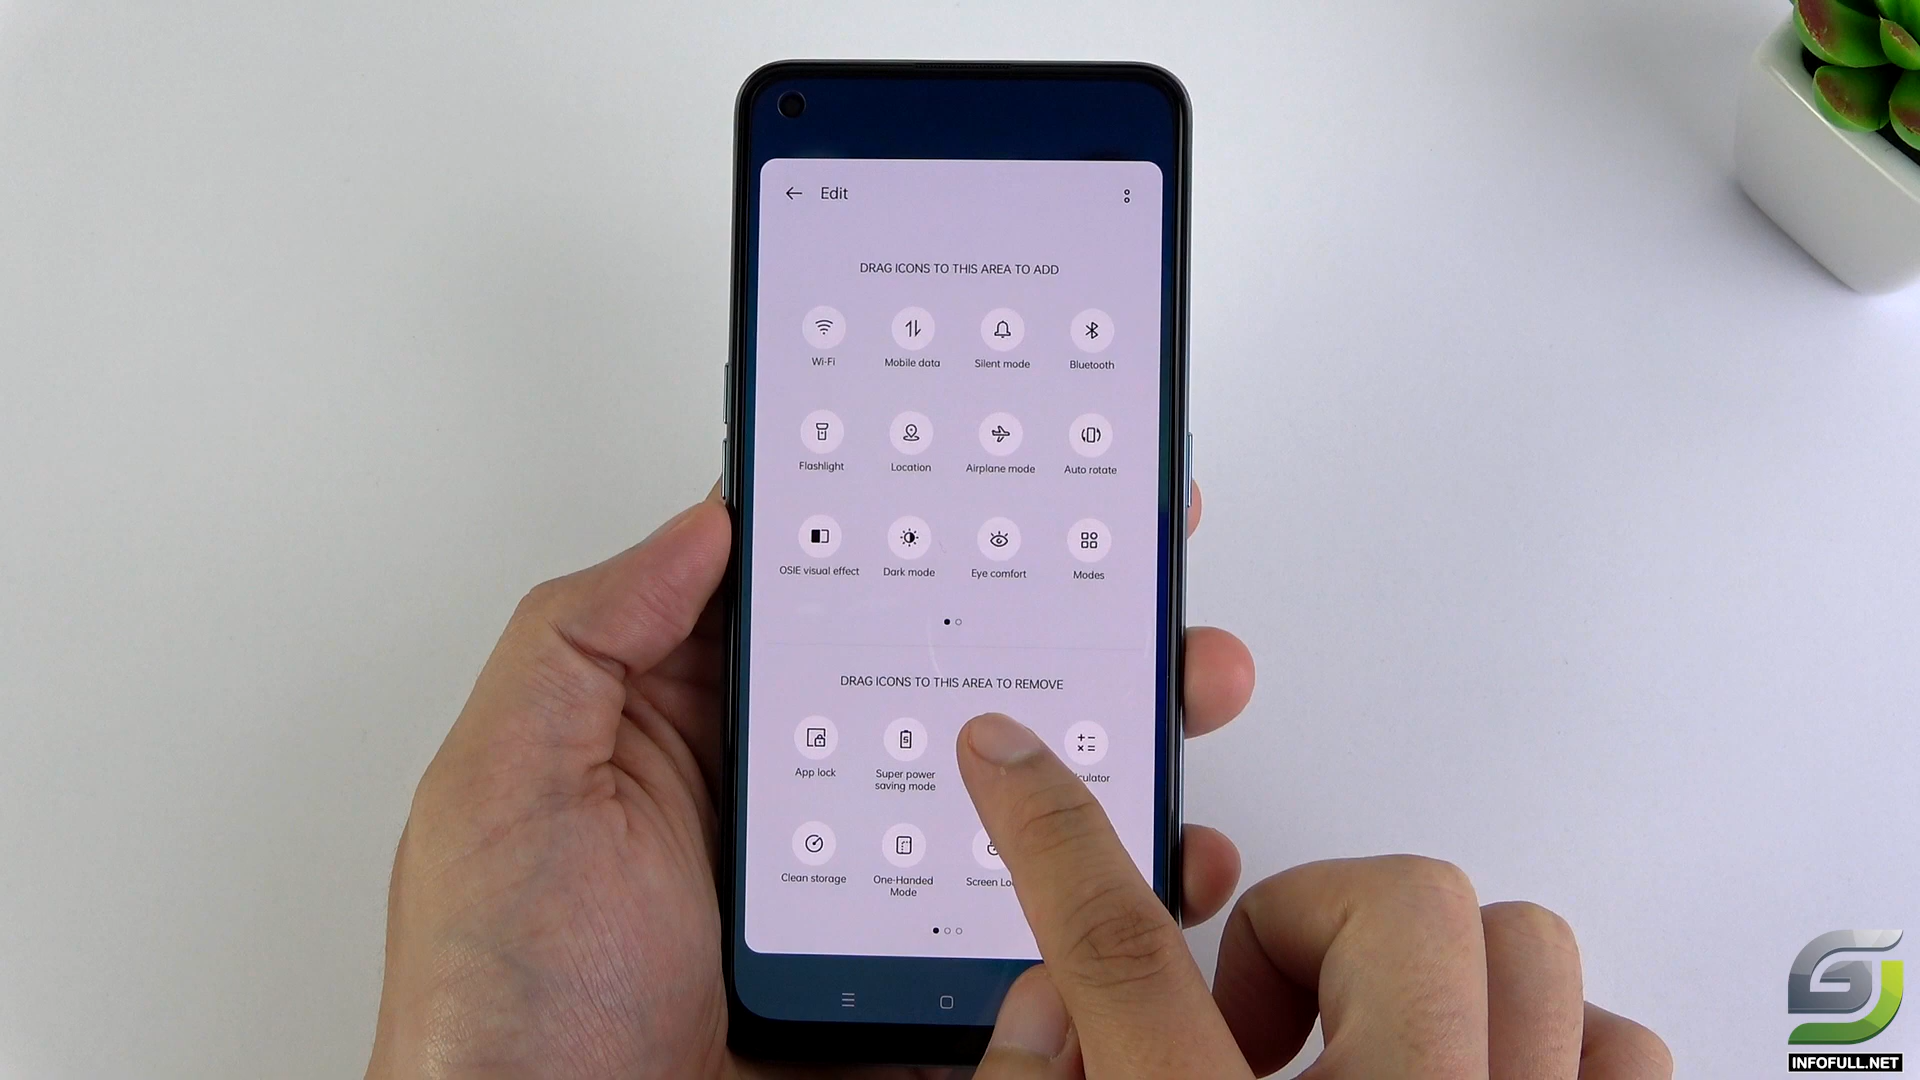 Edit
DRAG ICONS TO THIS AREA TO ADD
Wi-Fi Mobile data Silent mode Bluetooth
Flashlight Location Airplane mode Auto rotate
OSIE visual effect Dark mode Eye comfort Modes
DRAG ICONS TO THIS AREA TO REMOVE
App lock Super power
saving mode
Clean storage One-Handed Screen
Mode
INFOFULL.NET